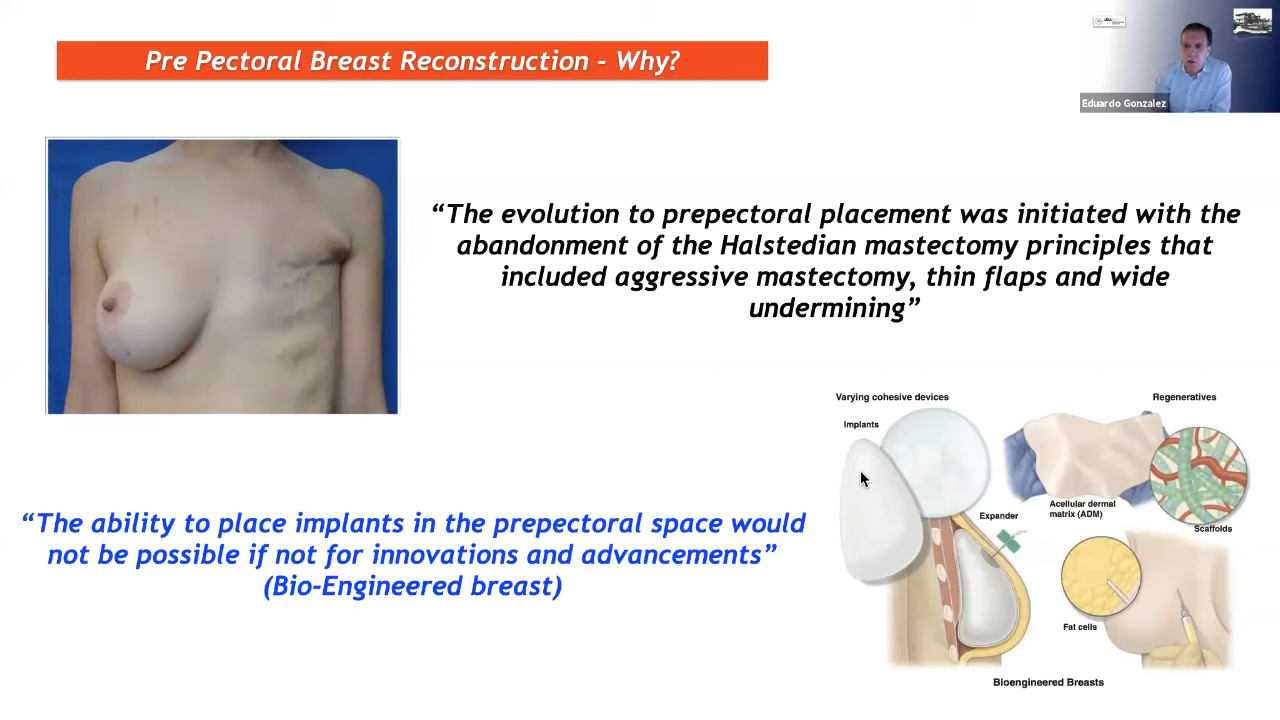 Pre Pectoral Breast Reconstruction - Why?
Eduardo Gonzalez
“The evolution to prepectoral placement was initiated with the
abandonment of the Halstedian mastectomy principles that
included aggressive mastectomy, thin flaps and wide
undermining”
Varying cohesive devices
Regeneratives
Implants
Acellular dermal
matrix (ADM)
Expander
Scaffolds
“The ability to place implants in the prepectoral space would
not be possible if not for innovations and advancements”
(Bio-Engineered breast)
Fat cells
Bioengineered Breasts